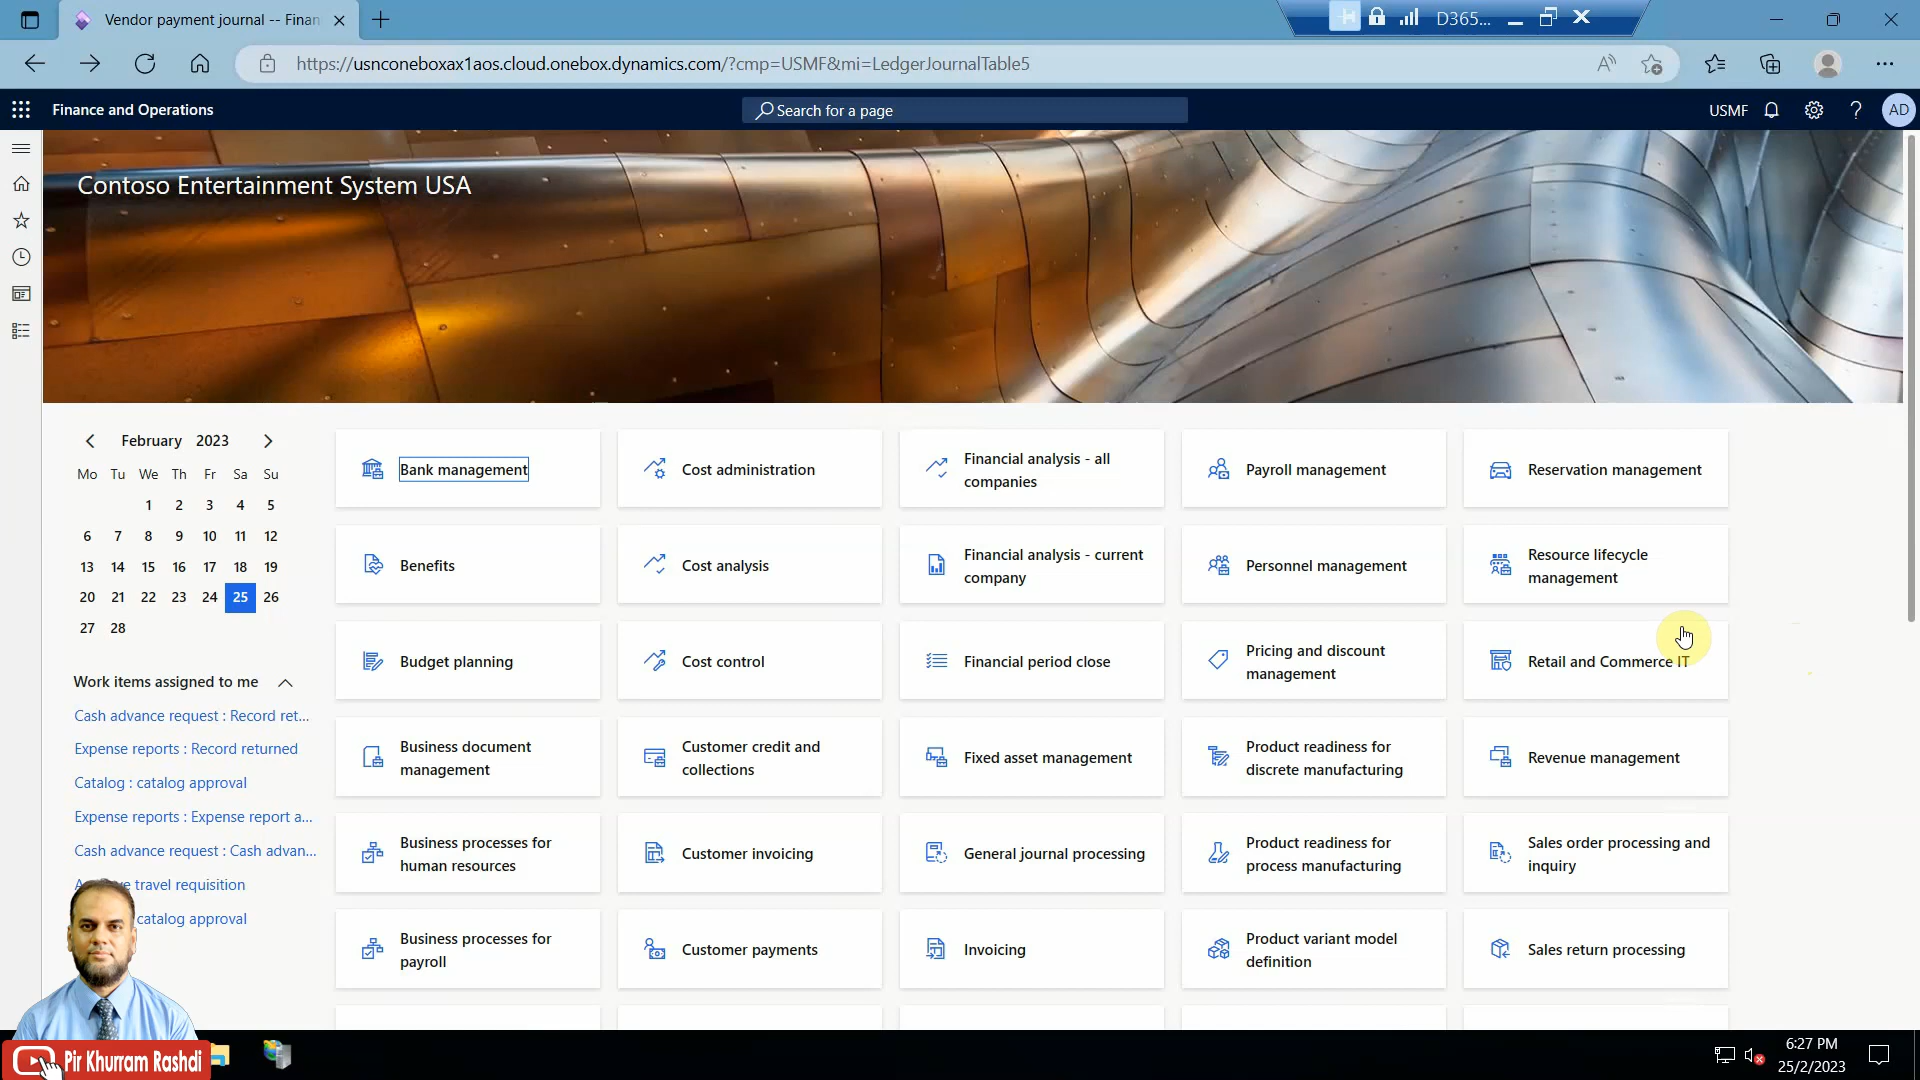 Vendor payment journal -- Finan
D365...
https://usnconeboxax1aos.cloud.onebox.dynamics.com/?cmp=USMF&mi=LedgerJournalTable5
Finance and Operations
Search for a page
USMF
?
AD
Contoso Entertainment System USA
February 2023
Mo Tu We Th Fr Sa Su
1 2 3 4 5
6 7 8 9 10 11 12
13 14 15 16 17 18 19
20 21 22 23 24 25 26
27 28
Work items assigned to me
Cash advance request : Record ret...
Expense reports : Record returned
Catalog : catalog approval
Expense reports : Expense report a...
Cash advance request : Cash advan...
travel requisition
catalog approval
Bank management
Cost administration
Financial analysis - all
companies
Payroll management
Reservation management
Benefits
Cost analysis
Financial analysis - current
company
Personnel management
Resource lifecycle
management
Budget planning
Cost control
Financial period close
Pricing and discount
management
Retail and Commerce IT
Business document
management
Customer credit and
collections
Fixed asset management
Product readiness for
discrete manufacturing
Revenue management
Business processes for
human resources
Customer invoicing
General journal processing
Product readiness for
process manufacturing
Sales order processing and
inquiry
Business processes for
payroll
Customer payments
Invoicing
Product variant model
definition
Sales return processing
Pir Khurram Rashdi
6:27 PM
25/2/2023